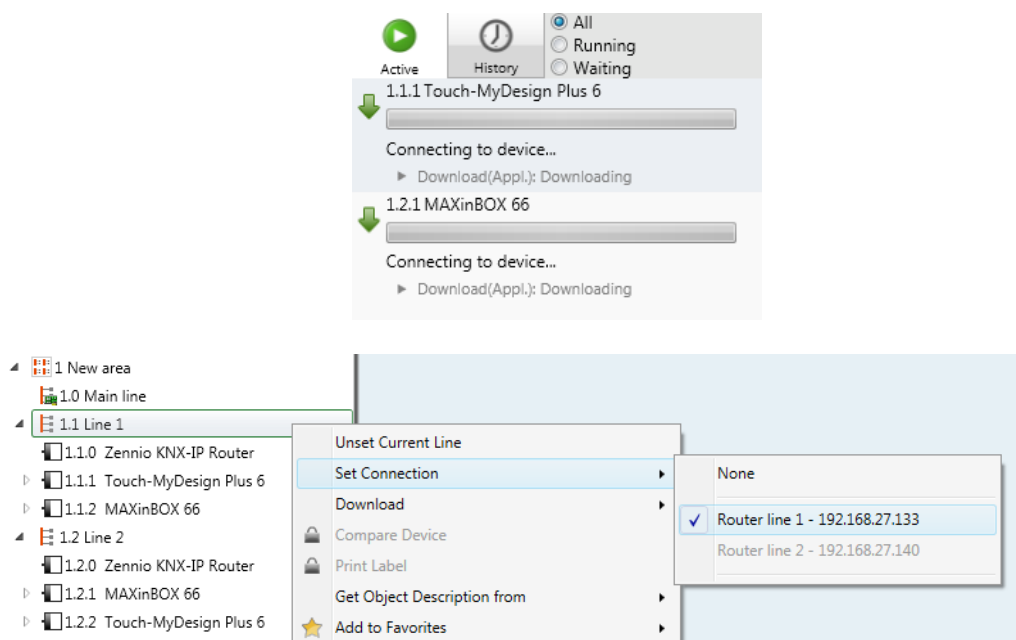 All
Running
Waiting
Active
History
1.1.1 Touch-MyDesign Plus 6
Connecting to device...
Download(Appl.): Downloading
1.2.1 MAXinBOX 66
Connecting to device...
Download(Appl.): Downloading
1 New area
1.0 Main line
1.1 Line 1
1.1.0 Zennio KNX-IP Router
1.1.1 Touch-MyDesign Plus 6
1.1.2 MAXinBOX 66
1.2 Line 2
1.2.0 Zennio KNX-IP Router
1.2.1 MAXinBOX 66
1.2.2 Touch-MyDesign Plus 6
Unset Current Line
Set Connection
Download
Compare Device
Print Label
Get Object Description from
Add to Favorites
None
Router line 1 - 192.168.27.133
Router line 2 - 192.168.27.140